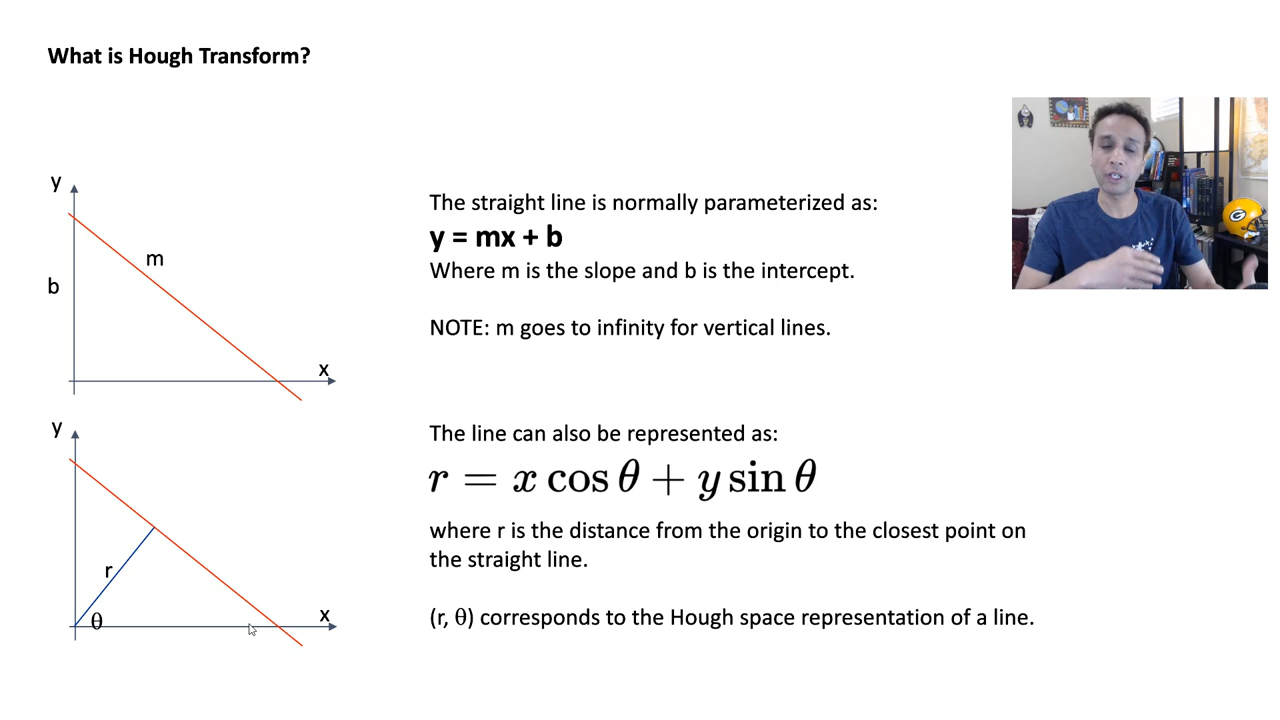 What is Hough Transform?
y
m
b
x
The straight line is normally parameterized as:
y = mx + b
Where m is the slope and b is the intercept.
NOTE: m goes to infinity for vertical lines.
y
r
θ
x
The line can also be represented as:
r = x cos θ + y sin θ
where r is the distance from the origin to the closest point on
the straight line.
(r, θ) corresponds to the Hough space representation of a line.
G